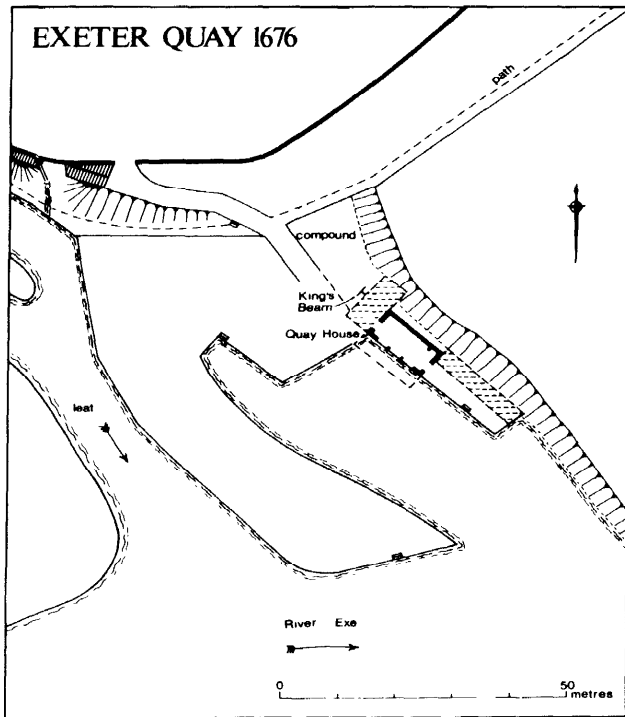 EXETER QUAY 1676
path
compound
King's
Beam
Quay House
leat
River Exe
0 50
metres